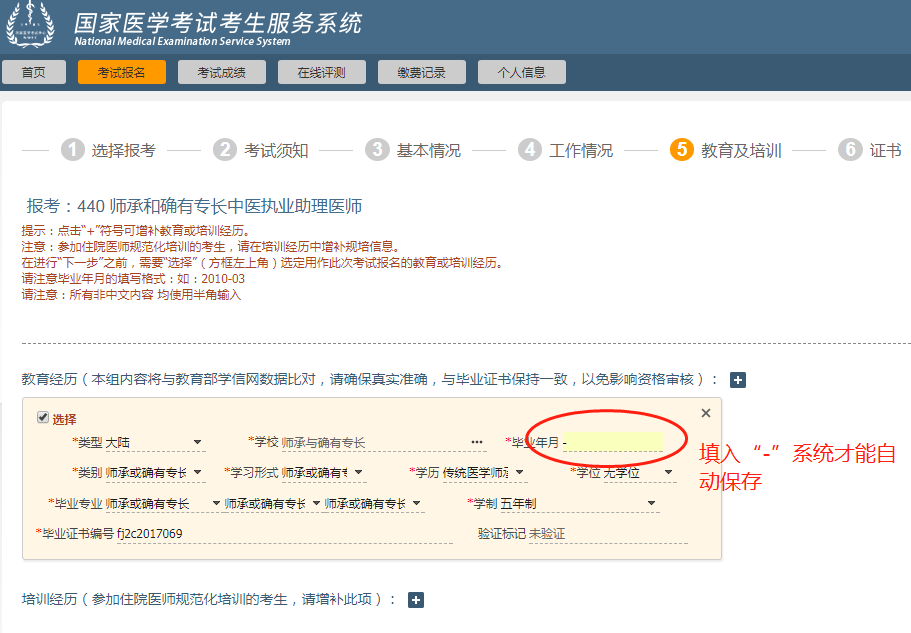 国家医学考试考生服务系统
National Medical Examination Service System
首页 考试报名 考试成绩 在线评测 缴费记录 个人信息
1 选择报考 2 考试须知 3 基本情况 4 工作情况 5 教育及培训 6 证书
报考：440 师承和确有专长中医执业助理医师
提示：点击“+”符号可增补教育或培训经历。
注意：参加住院医师规范化培训的考生，请在培训经历中增补规培信息。
在进行“下一步”之前，需要“选择”（方框左上角）选定用作此次考试报名的教育或培训经历。
请注意毕业年月的填写格式：如：2010-03
请注意：所有非中文内容 均使用半角输入
教育经历（本组内容将与教育部学信网数据比对，请确保真实准确，与毕业证书保持一致，以免影响资格审核）：
选择
*类型 大陆 *学校 师承与确有专长 *毕业年月 -
*类别 师承或确有专长 *学习形式 师承或确有专 *学历 传统医学师承 *学位 无学位
*毕业专业 师承或确有专长 师承或确有专长 师承或确有专长 *学制 五年制
*毕业证书编号 fj2c2017069 验证标记 未验证
填入“-”系统才能自
动保存
培训经历（参加住院医师规范化培训的考生，请增补此项）：